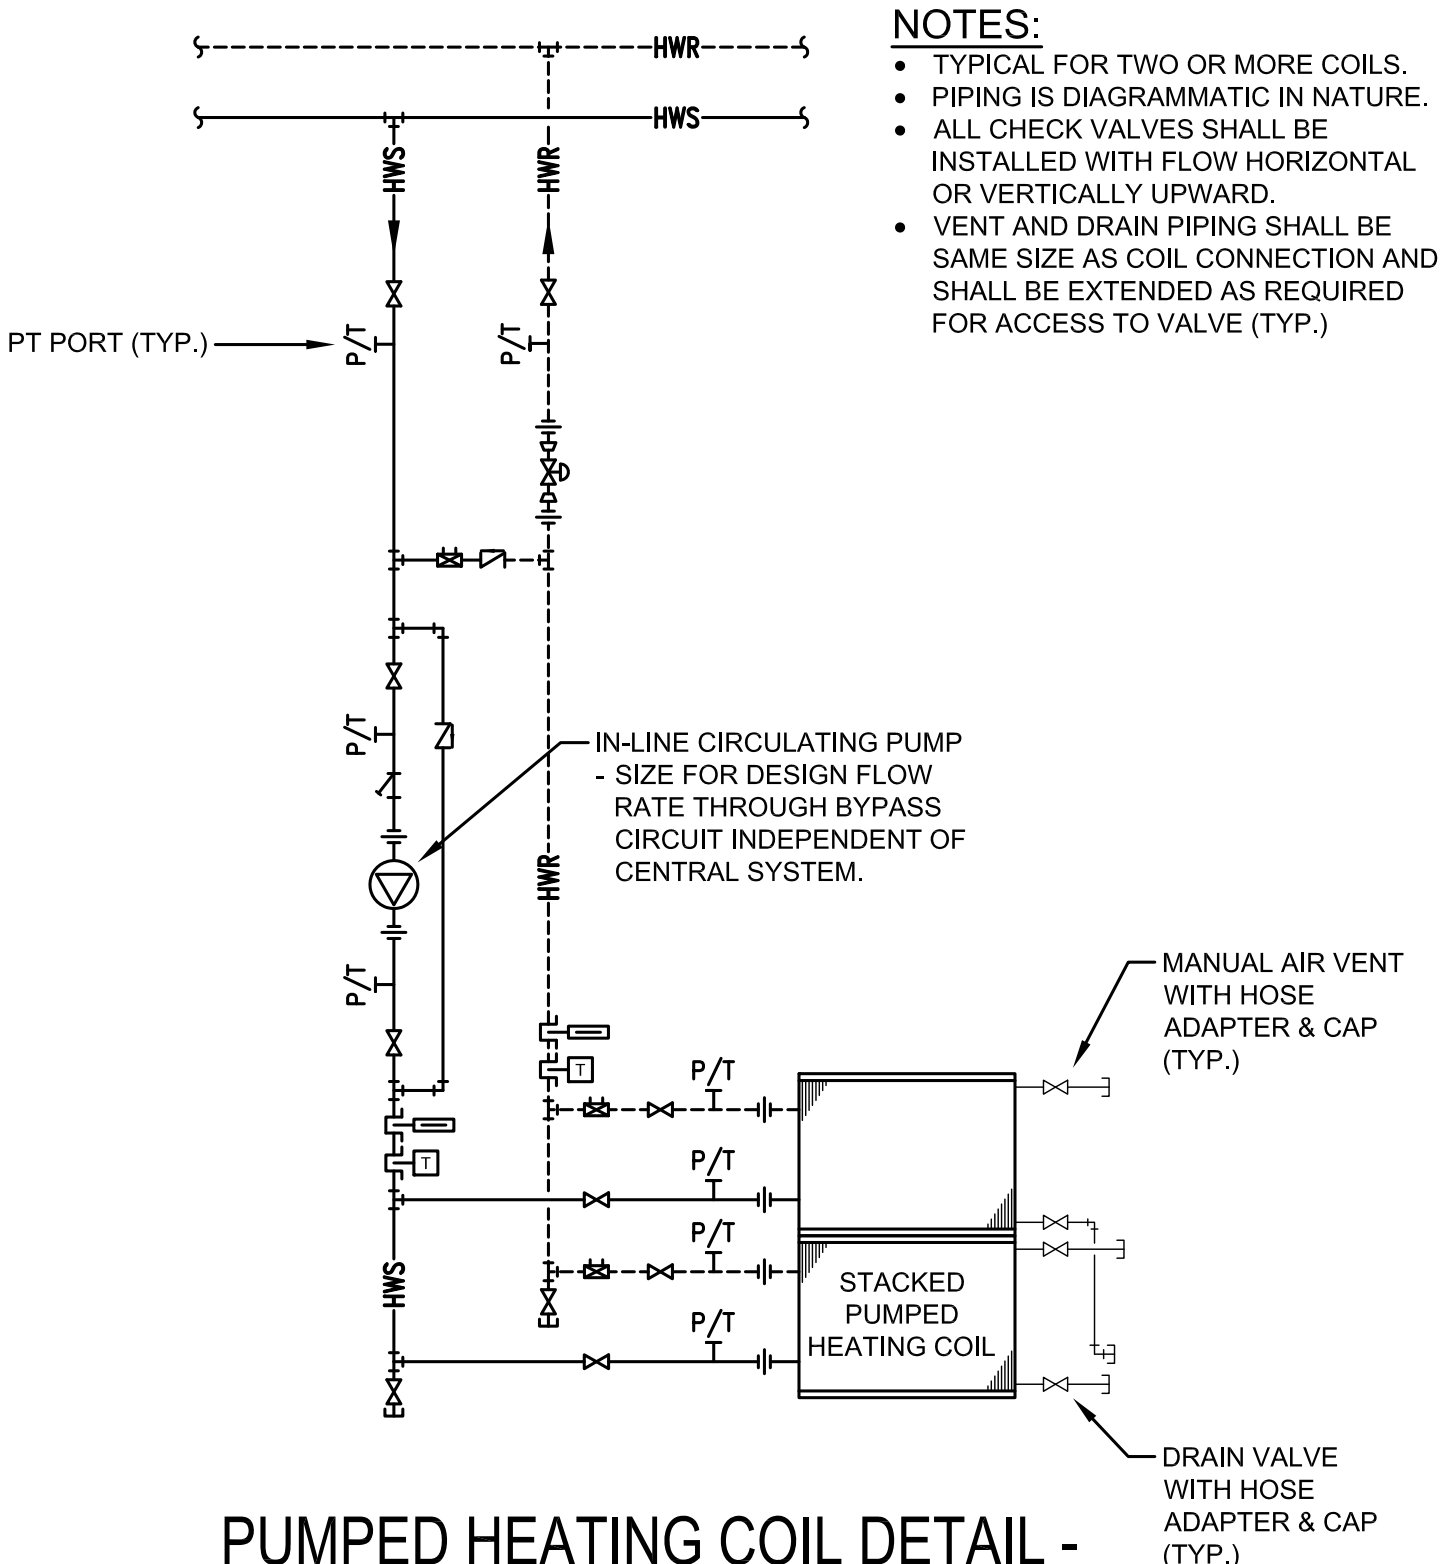 NOTES:
• TYPICAL FOR TWO OR MORE COILS.
• PIPING IS DIAGRAMMATIC IN NATURE.
• ALL CHECK VALVES SHALL BE
INSTALLED WITH FLOW HORIZONTAL
OR VERTICALLY UPWARD.
• VENT AND DRAIN PIPING SHALL BE
SAME SIZE AS COIL CONNECTION AND
SHALL BE EXTENDED AS REQUIRED
FOR ACCESS TO VALVE (TYP.)
HWR
HWS
HWS
HWR
PT PORT (TYP.)
P/T
P/T
P/T
IN-LINE CIRCULATING PUMP
- SIZE FOR DESIGN FLOW
RATE THROUGH BYPASS
CIRCUIT INDEPENDENT OF
CENTRAL SYSTEM.
HWR
P/T
MANUAL AIR VENT
WITH HOSE
ADAPTER & CAP
(TYP.)
T
P/T
T
P/T
P/T
HWS
STACKED
PUMPED
HEATING COIL
P/T
DRAIN VALVE
WITH HOSE
ADAPTER & CAP
(TYP.)
PUMPED HEATING COIL DETAIL -